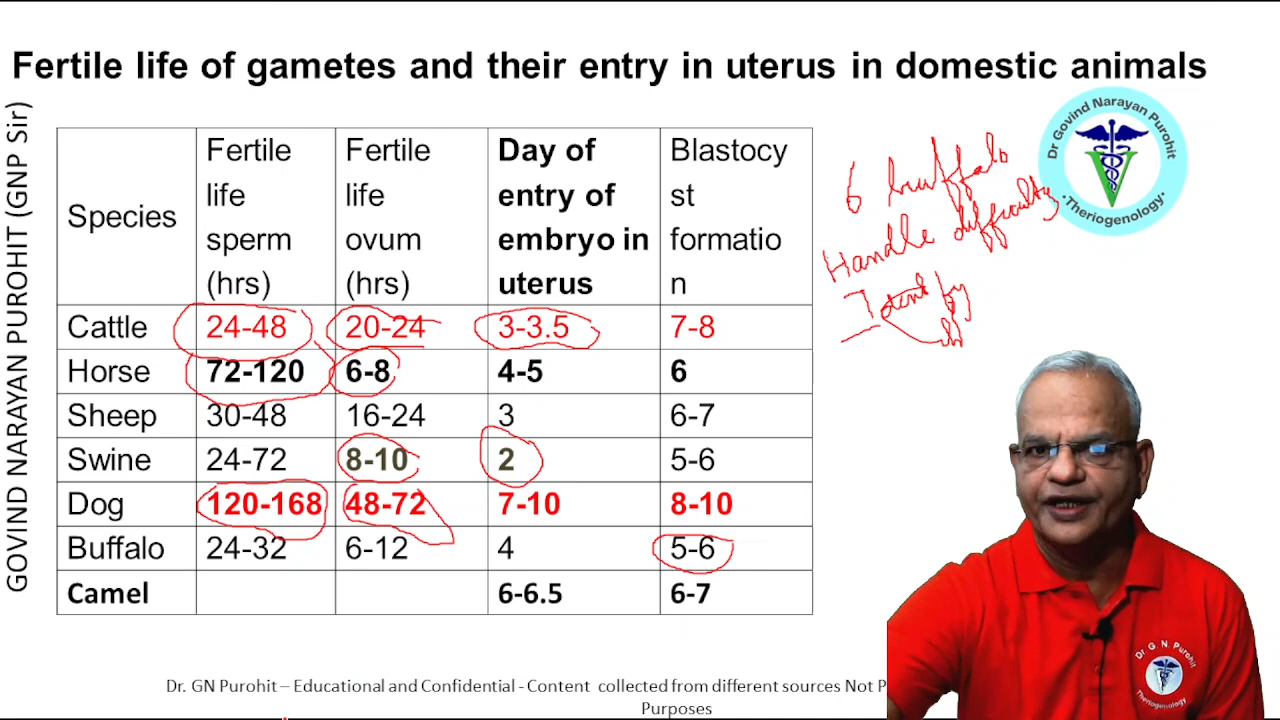 Fertile life of gametes and their entry in uterus in domestic animals
GOVIND NARAYAN PUROHIT (GNP Sir)
Dr Govind Narayan Purohit
•Theriogenology•
Species
Fertile
life
sperm
(hrs)
Fertile
life
ovum
(hrs)
Day of
entry of
embryo in
uterus
Blastocy
st
formatio
n
Cattle 24-48 20-24 3-3.5 7-8
Horse 72-120 6-8 4-5 6
Sheep 30-48 16-24 3 6-7
Swine 24-72 8-10 2 5-6
Dog 120-168 48-72 7-10 8-10
Buffalo 24-32 6-12 4 5-6
Camel 6-6.5 6-7
6 buffalo
Handle difficulty
Dr. G. N. Purohit
Theriogenology
Dr. GN Purohit – Educational and Confidential - Content collected from different sources Not P
Purposes